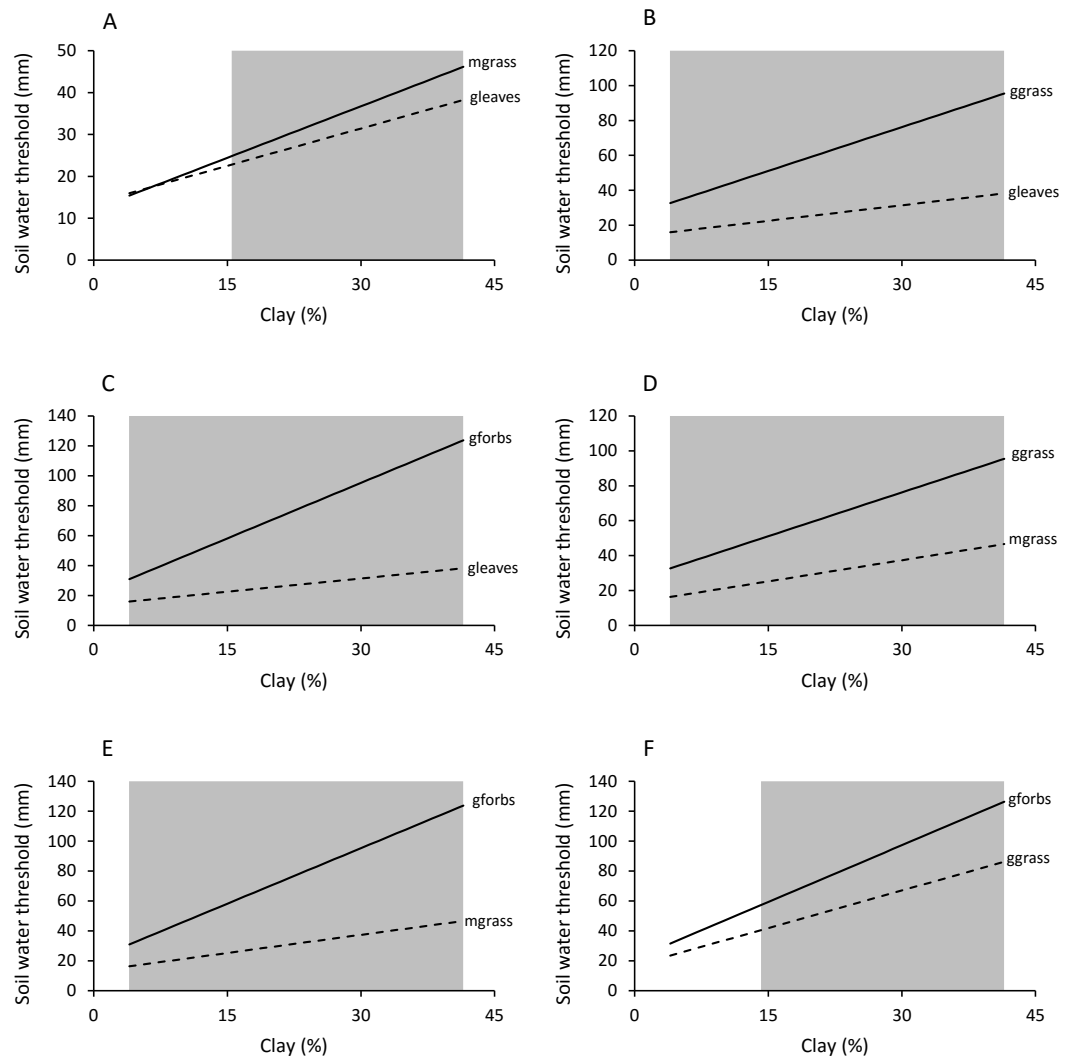 A
Soil water threshold (mm)
50
40
30
20
10
0
mgrass
gleaves
0 15 30 45
Clay (%)
B
Soil water threshold (mm)
120
100
80
60
40
20
0
ggrass
gleaves
0 15 30 45
Clay (%)
C
Soil water threshold (mm)
140
120
100
80
60
40
20
0
gforbs
gleaves
0 15 30 45
Clay (%)
D
Soil water threshold (mm)
120
100
80
60
40
20
0
ggrass
mgrass
0 15 30 45
Clay (%)
E
Soil water threshold (mm)
140
120
100
80
60
40
20
0
gforbs
mgrass
0 15 30 45
Clay (%)
F
Soil water threshold (mm)
140
120
100
80
60
40
20
0
gforbs
ggrass
0 15 30 45
Clay (%)